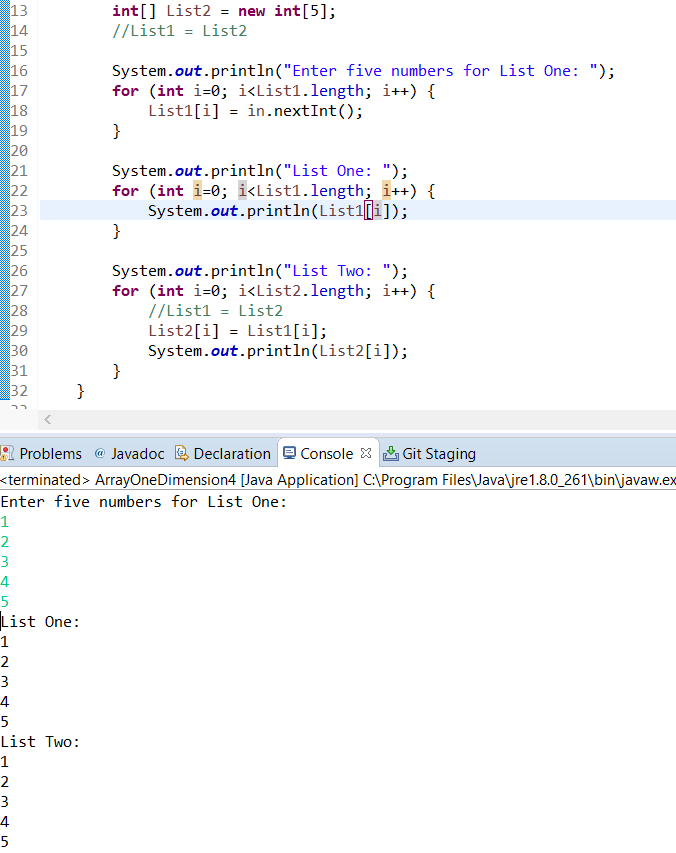 13 int[] List2 = new int[5];
14 //List1 = List2
15
16 System.out.println("Enter five numbers for List One: ");
17 for (int i=0; i<List1.length; i++) {
18 List1[i] = in.nextInt();
19 }
20
21 System.out.println("List One: ");
22 for (int i=0; i<List1.length; i++) {
23 System.out.println(List1[i]);
24 }
25
26 System.out.println("List Two: ");
27 for (int i=0; i<List2.length; i++) {
28 //List1 = List2
29 List2[i] = List1[i];
30 System.out.println(List2[i]);
31 }
32 }
Problems @ Javadoc Declaration Console Git Staging
<terminated> ArrayOneDimension4 [Java Application] C:\Program Files\Java\jre1.8.0_261\bin\javaw.ex
Enter five numbers for List One:
1
2
3
4
5
List One:
1
2
3
4
5
List Two:
1
2
3
4
5